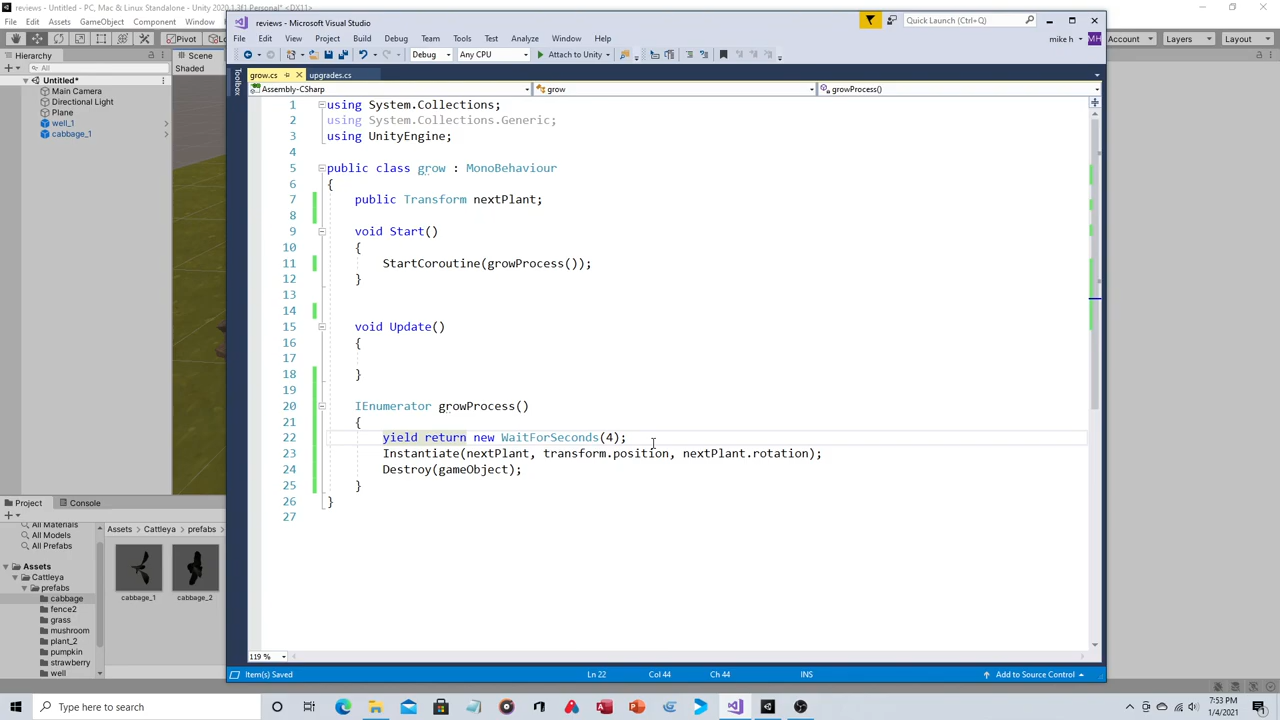 reviews - Untitled - PC, Mac & Linux Standalone - Unity 2020.1.3f1 Personal* <DX11>
reviews - Microsoft Visual Studio
Quick Launch (Ctrl+Q)
File Edit Assets GameObject Component Window
File Edit View Project Build Debug Team Tools Test Analyze Window Help
mike h MH
Pivot
Debug Any CPU Attach to Unity
Account Layers Layout
Hierarchy
Scene
All
Shaded
Toolbox
grow.cs upgrades.cs
Untitled*
Main Camera
Directional Light
Plane
well_1
cabbage_1
Assembly-CSharp grow growProcess()
1 using System.Collections;
2 using System.Collections.Generic;
3 using UnityEngine;
4
5 public class grow : MonoBehaviour
6 {
7 public Transform nextPlant;
8
9 void Start()
10 {
11 StartCoroutine(growProcess());
12 }
13
14
15 void Update()
16 {
17
18 }
19
20 IEnumerator growProcess()
21 {
22 yield return new WaitForSeconds(4);
23 Instantiate(nextPlant, transform.position, nextPlant.rotation);
24 Destroy(gameObject);
25 }
26 }
27
Project Console
All Materials
All Models
All Prefabs
Assets
Cattleya
prefabs
cabbage
fence2
grass
mushroom
plant_2
pumpkin
strawberry
well
Assets > Cattleya > prefabs >
cabbage_1 cabbage_2
119 %
Item(s) Saved Ln 22 Col 44 Ch 44 INS Add to Source Control
Type here to search
7:53 PM
1/4/2021